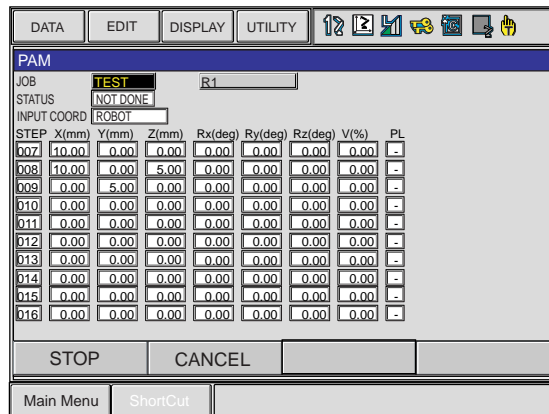 DATA EDIT DISPLAY UTILITY
PAM
JOB TEST R1
STATUS NOT DONE
INPUT COORD ROBOT
STEP X(mm) Y(mm) Z(mm) Rx(deg) Ry(deg) Rz(deg) V(%) PL
007 10.00 0.00 0.00 0.00 0.00 0.00 0.00 -
008 10.00 0.00 5.00 0.00 0.00 0.00 0.00 -
009 0.00 5.00 0.00 0.00 0.00 0.00 0.00 -
010 0.00 0.00 0.00 0.00 0.00 0.00 0.00 -
011 0.00 0.00 0.00 0.00 0.00 0.00 0.00 -
012 0.00 0.00 0.00 0.00 0.00 0.00 0.00 -
013 0.00 0.00 0.00 0.00 0.00 0.00 0.00 -
014 0.00 0.00 0.00 0.00 0.00 0.00 0.00 -
015 0.00 0.00 0.00 0.00 0.00 0.00 0.00 -
016 0.00 0.00 0.00 0.00 0.00 0.00 0.00 -
STOP CANCEL
Main Menu ShortCut